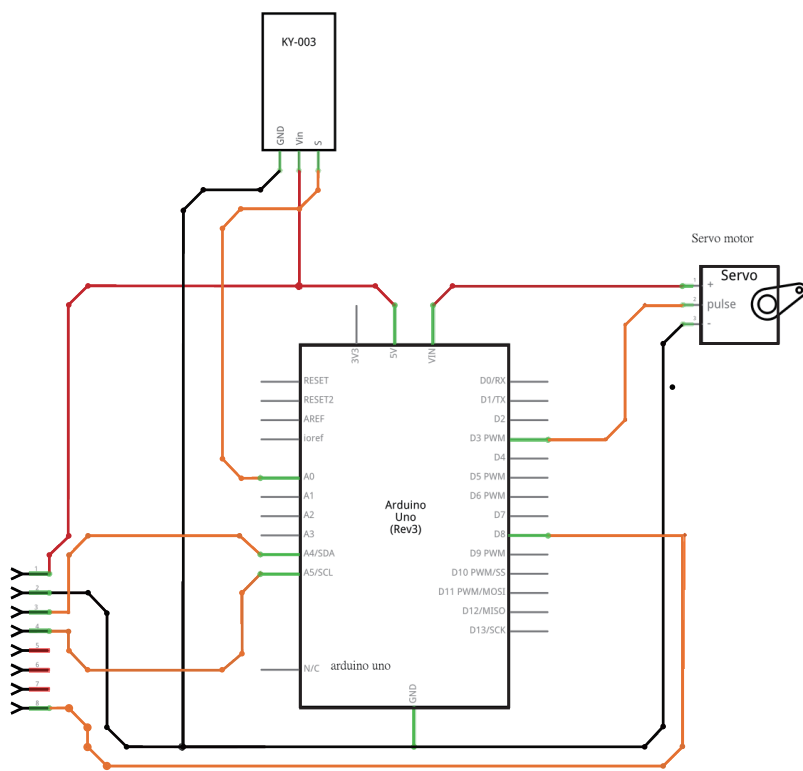 KY-003
GND
Vin
S
Servo motor
Servo
1
+
2
pulse
3
-
3V3
5V
VIN
RESET
RESET2
AREF
ioref
A0
A1
A2
A3
A4/SDA
A5/SCL
N/C
arduino uno
Arduino
Uno
(Rev3)
D0/RX
D1/TX
D2
D3 PWM
D4
D5 PWM
D6 PWM
D7
D8
D9 PWM
D10 PWM/SS
D11 PWM/MOSI
D12/MISO
D13/SCK
GND
1
2
3
4
5
6
7
8